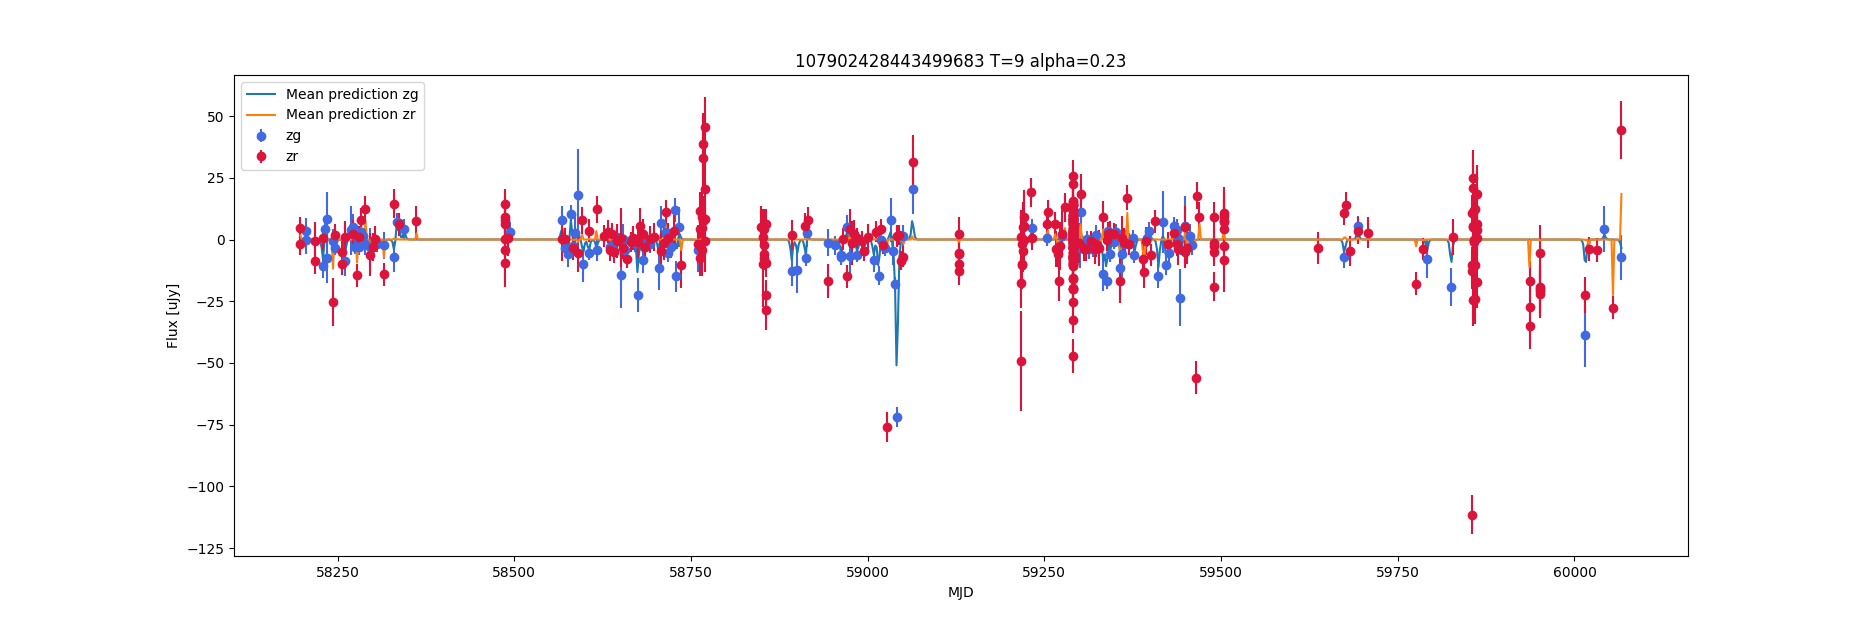 107902428443499683 T=9 alpha=0.23
Mean prediction zg
Mean prediction zr
zg
zr
Flux [uJy]
50
25
0
−25
−50
−75
−100
−125
58250 58500 58750 59000 59250 59500 59750 60000
MJD